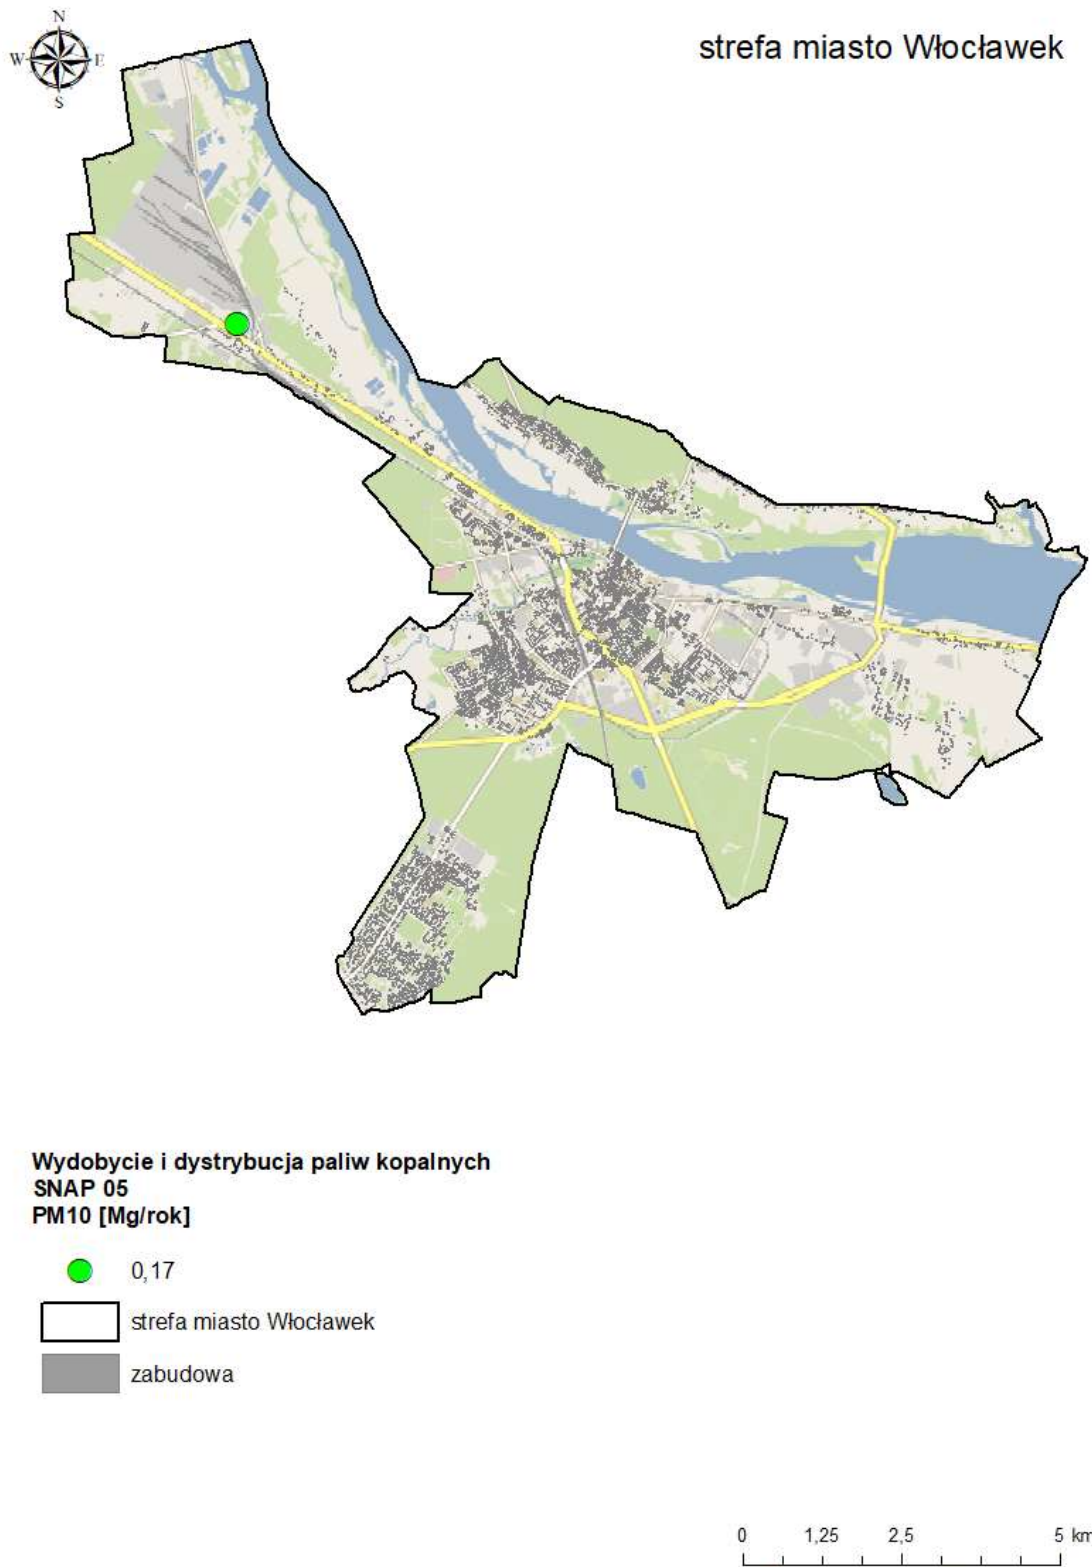 N
strefa miasto Włocławek
W E
S
Wydobycie i dystrybucja paliw kopalnych
SNAP 05
PM10 [Mg/rok]
0,17
strefa miasto Włocławek
zabudowa
0 1,25 2,5 5 km